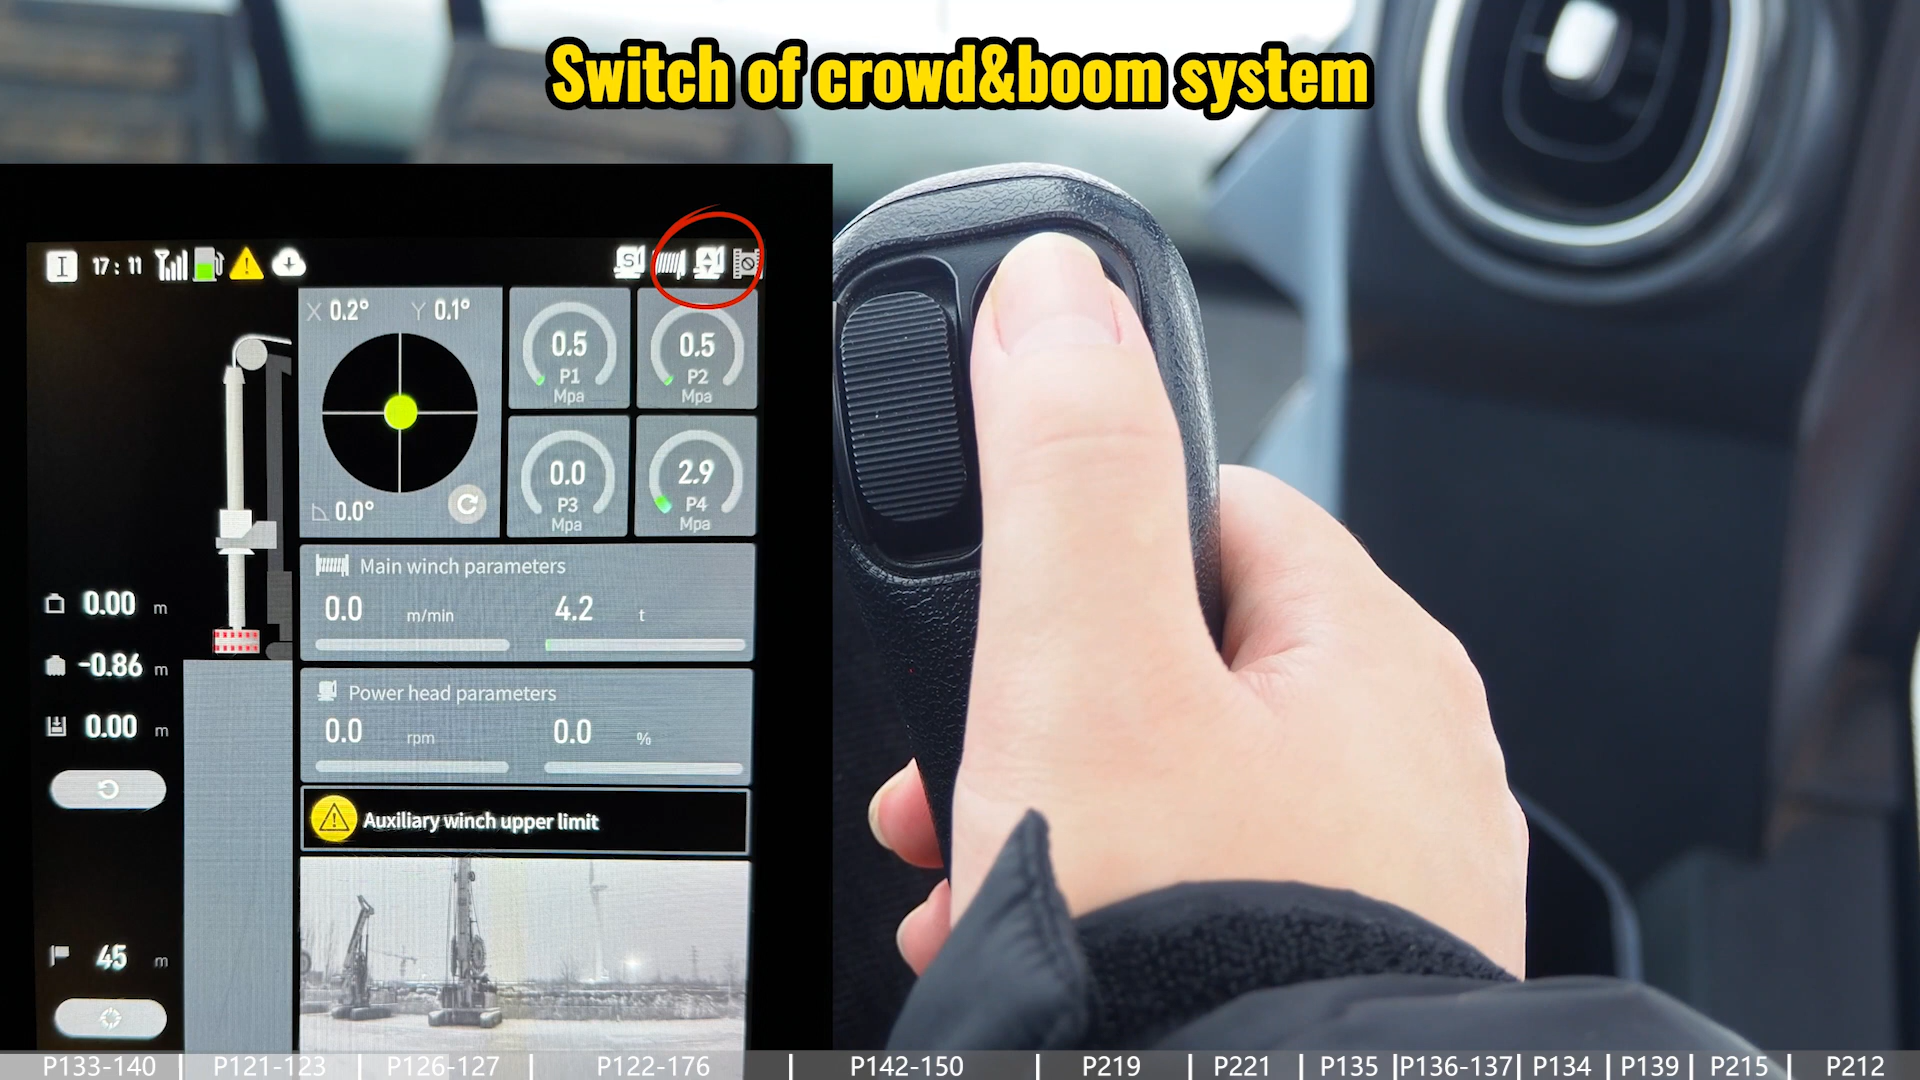 Switch of crowd&boom system
I 17:11 S
X 0.2° Y 0.1°
0.0°
0.5
P1
Mpa
0.5
P2
Mpa
0.0
P3
Mpa
2.9
P4
Mpa
Main winch parameters
0.0 m/min 4.2 t
Power head parameters
0.0 rpm 0.0 %
Auxiliary winch upper limit
0.00 m
-0.86 m
0.00 m
45 m
P133-140 | P121-123 | P126-127 | P122-176 | P142-150 | P219 | P221 | P135 | P136-137 | P134 | P139 | P215 | P212